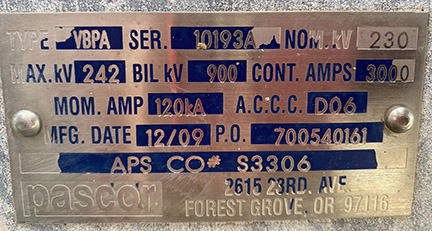 TYPE VBPA SER. 10193A NOM. kV 230
MAX. kV 242 BIL kV 900 CONT. AMPS 3000
MOM. AMP 120kA A.C.C.C. DO6
MFG. DATE 12/09 P.O. 700540161
APS CO# S3306
pascor 2615 23RD. AVE.
FOREST GROVE, OR 97116